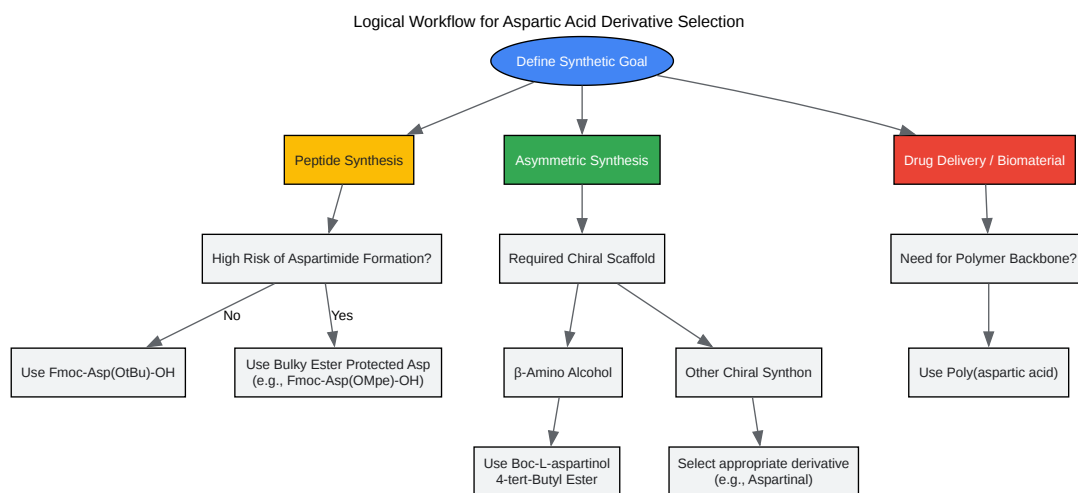 Logical Workflow for Aspartic Acid Derivative Selection
Define Synthetic Goal
Peptide Synthesis
Asymmetric Synthesis
Drug Delivery / Biomaterial
High Risk of Aspartimide Formation?
Required Chiral Scaffold
Need for Polymer Backbone?
No
Yes
Use Fmoc-Asp(OtBu)-OH
Use Bulky Ester Protected Asp
(e.g., Fmoc-Asp(OMpe)-OH)
β-Amino Alcohol
Other Chiral Synthon
Use Poly(aspartic acid)
Use Boc-L-aspartinol
4-tert-Butyl Ester
Select appropriate derivative
(e.g., Aspartinal)